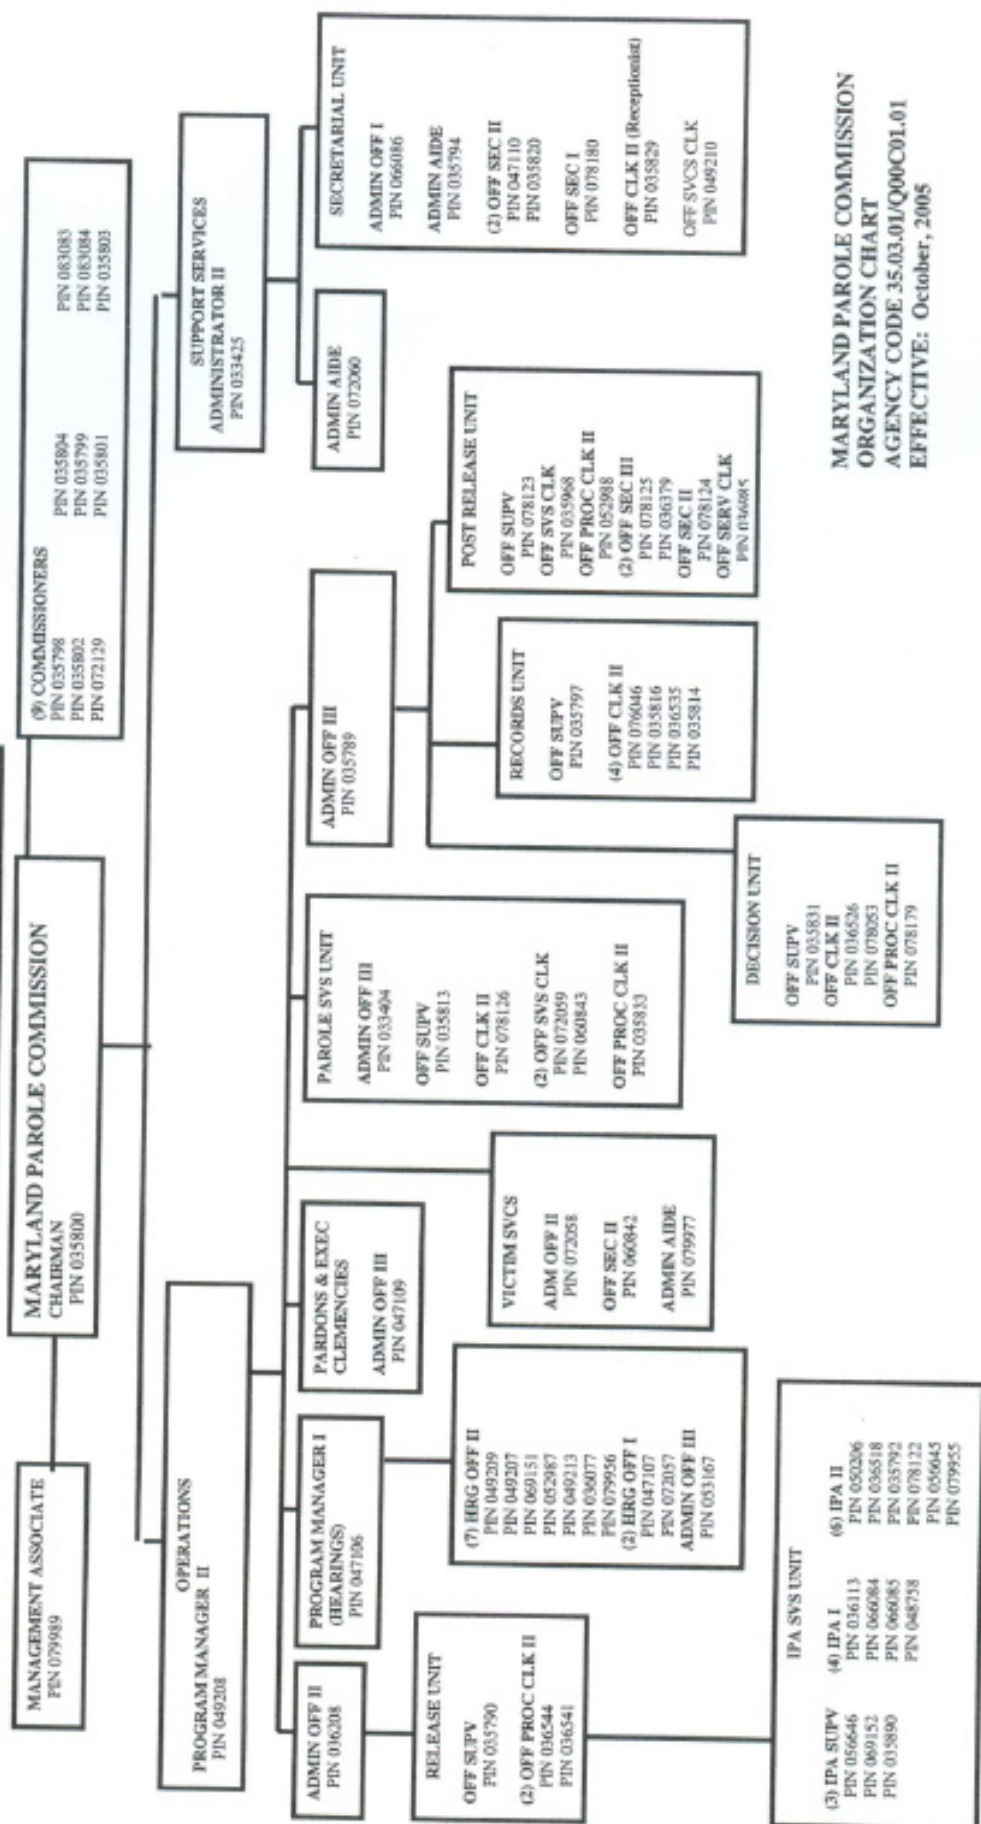 MANAGEMENT ASSOCIATE
PIN 079989
MARYLAND PAROLE COMMISSION
CHAIRMAN
PIN 035800
(9) COMMISSIONERS
PIN 035798 PIN 035804 PIN 083083
PIN 035802 PIN 035799 PIN 083084
PIN 072129 PIN 035801 PIN 035803
OPERATIONS
PROGRAM MANAGER II
PIN 049208
SUPPORT SERVICES
ADMINISTRATOR II
PIN 033425
ADMIN OFF II
PIN 036208
PROGRAM MANAGER I
(HEARINGS)
PIN 047106
PARDONS & EXEC
CLEMENCIES
ADMIN OFF III
PIN 047109
PAROLE SVS UNIT
ADMIN OFF III
PIN 033404
OFF SUPV
PIN 035813
OFF CLK II
PIN 078126
(2) OFF SVS CLK
PIN 072059
PIN 060843
OFF PROC CLK II
PIN 035833
ADMIN OFF III
PIN 035789
ADMIN AIDE
PIN 072060
SECRETARIAL UNIT
ADMIN OFF I
PIN 066086
ADMIN AIDE
PIN 035794
(2) OFF SEC II
PIN 047110
PIN 035820
OFF SEC I
PIN 078180
OFF CLK II (Receptionist)
PIN 035829
OFF SVCS CLK
PIN 049210
RELEASE UNIT
OFF SUPV
PIN 035790
(2) OFF PROC CLK II
PIN 036544
PIN 036541
(7) HRG OFF II
PIN 049209
PIN 049207
PIN 069151
PIN 052987
PIN 049213
PIN 036077
PIN 079956
(2) HRG OFF I
PIN 047107
PIN 072057
ADMIN OFF III
PIN 053167
VICTIM SVCS
ADM OFF II
PIN 072058
OFF SEC II
PIN 060842
ADMIN AIDE
PIN 079977
RECORDS UNIT
OFF SUPV
PIN 035797
(4) OFF CLK II
PIN 076046
PIN 035816
PIN 036535
PIN 035814
POST RELEASE UNIT
OFF SUPV
PIN 078123
OFF SVS CLK
PIN 035968
OFF PROC CLK II
PIN 052988
(2) OFF SEC III
PIN 078125
PIN 036379
OFF SEC II
PIN 078124
OFF SERV CLK
PIN
DECISION UNIT
OFF SUPV
PIN 035831
OFF CLK II
PIN 036526
PIN 078053
OFF PROC CLK II
PIN 078179
IPA SVS UNIT
(3) IPA SUPV (4) IPA I (6) IPA II
PIN 056646 PIN 036113 PIN 050206
PIN 069152 PIN 066084 PIN 036518
PIN 035890 PIN 066085 PIN 035792
PIN 048758 PIN 078122
PIN 056645
PIN 079955
MARYLAND PAROLE COMMISSION
ORGANIZATION CHART
AGENCY CODE 35.03.01/Q00C01.01
EFFECTIVE: October, 2005